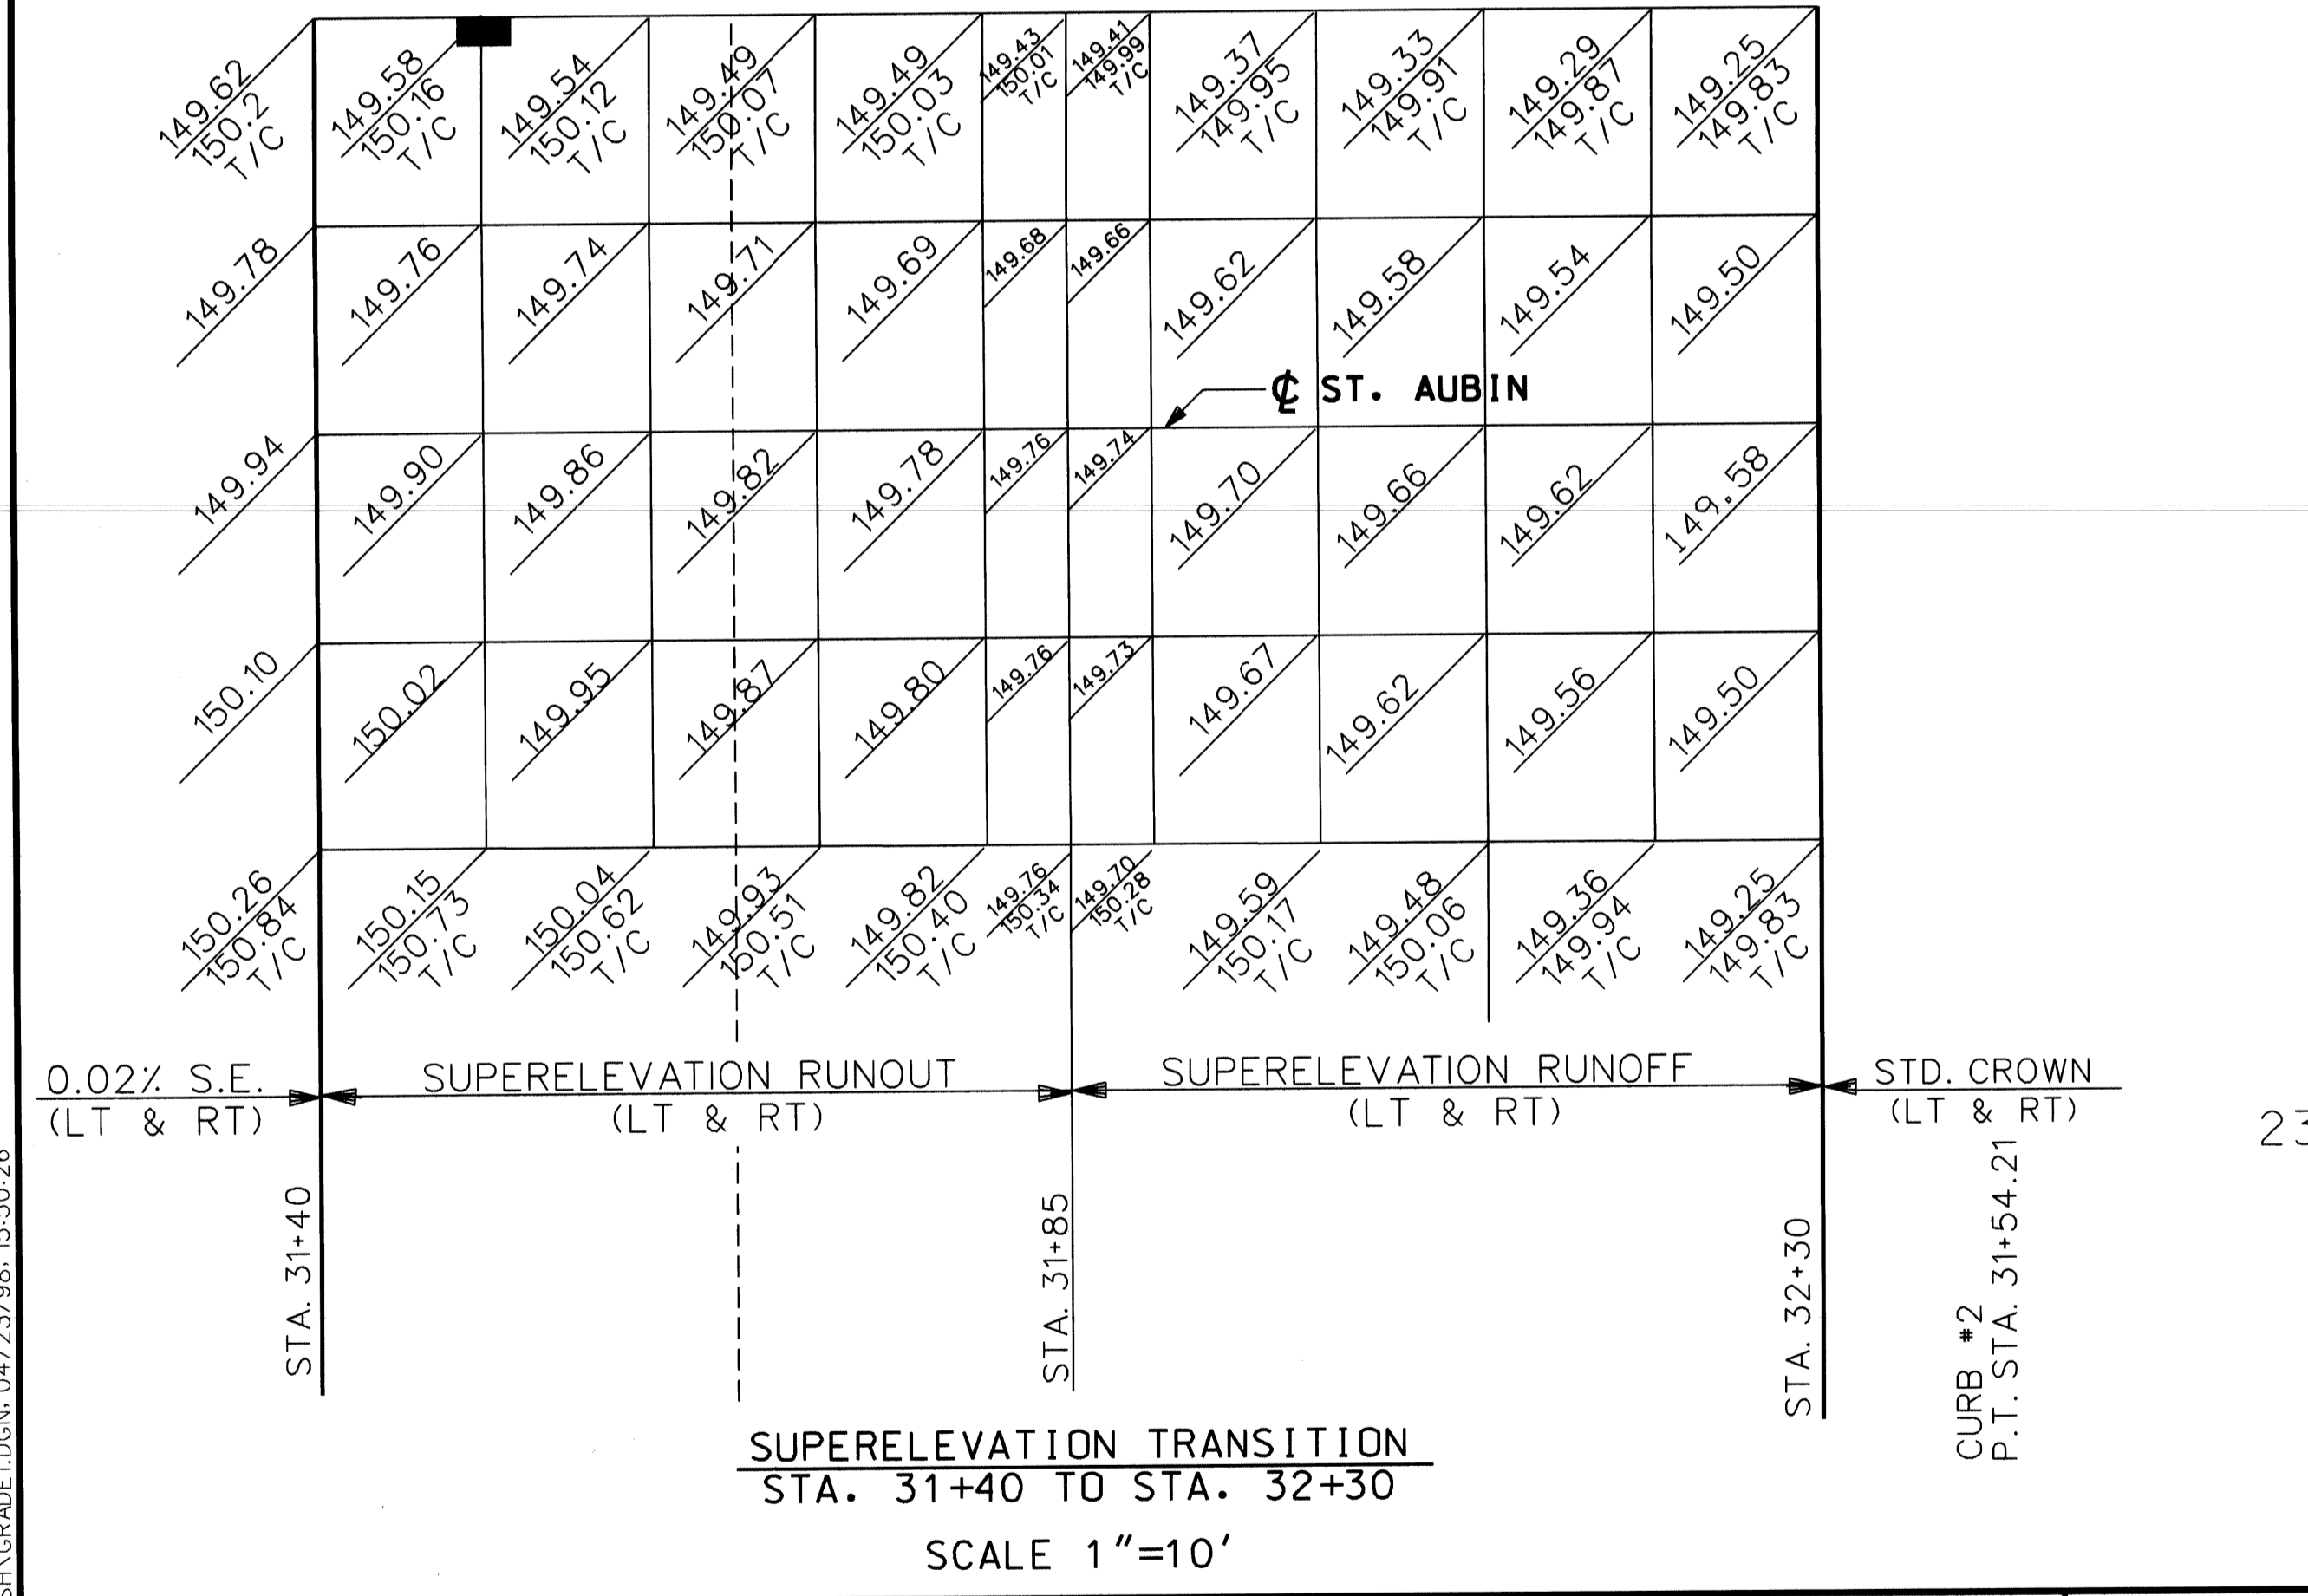 149.62
150.2
T/C
149.58
150.16
T/C
149.54
150.12
T/C
149.49
150.07
T/C
149.49
150.03
T/C
149.43
150.01
T/C
149.41
149.99
T/C
149.37
149.95
T/C
149.33
149.91
T/C
149.29
149.87
T/C
149.25
149.83
T/C
149.78
149.76
149.74
149.71
149.69
149.68
149.66
149.62
149.58
149.54
149.50
℄ ST. AUBIN
149.94
149.90
149.86
149.82
149.78
149.76
149.74
149.70
149.66
149.62
149.58
150.10
150.02
149.95
149.87
149.80
149.76
149.73
149.67
149.62
149.56
149.50
150.26
150.84
T/C
150.15
150.73
T/C
150.04
150.62
T/C
149.93
150.51
T/C
149.82
150.40
T/C
149.76
150.34
T/C
149.70
150.28
T/C
149.59
150.17
T/C
149.48
150.06
T/C
149.36
149.94
T/C
149.25
149.83
T/C
0.02% S.E.
(LT & RT)
SUPERELEVATION RUNOUT
(LT & RT)
SUPERELEVATION RUNOFF
(LT & RT)
STD. CROWN
(LT & RT)
23
STA. 31+40
STA. 31+85
STA. 32+30
CURB #2
P.T. STA. 31+54.21
SUPERELEVATION TRANSITION
STA. 31+40 TO STA. 32+30
SCALE 1"=10'